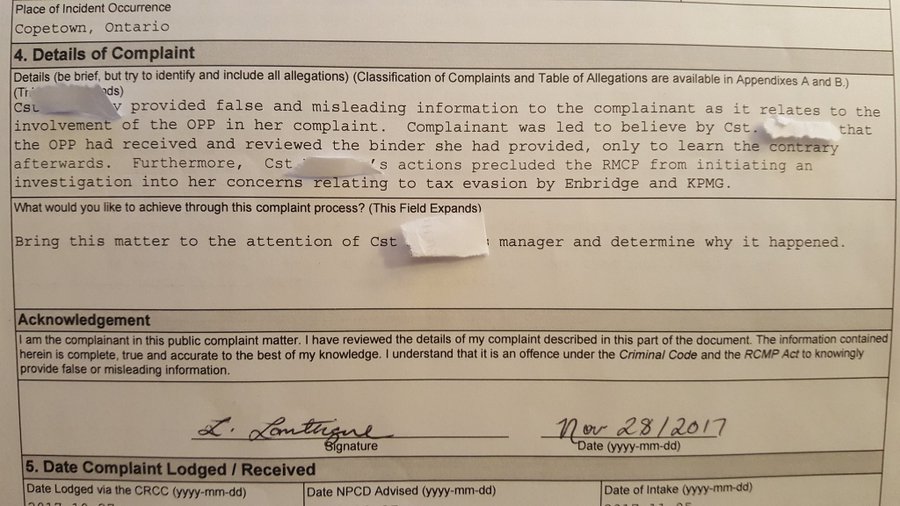 Place of Incident Occurrence
Copetown, Ontario
4. Details of Complaint
Details (be brief, but try to identify and include all allegations) (Classification of Complaints and Table of Allegations are available in Appendixes A and B.)
ds)
Cst y provided false and misleading information to the complainant as it relates to the
involvement of the OPP in her complaint. Complainant was led to believe by Cst. that
the OPP had received and reviewed the binder she had provided, only to learn the contrary
afterwards. Furthermore, Cst 's actions precluded the RMCP from initiating an
investigation into her concerns relating to tax evasion by Enbridge and KPMG.
What would you like to achieve through this complaint process? (This Field Expands)
Bring this matter to the attention of Cst manager and determine why it happened.
Acknowledgement
I am the complainant in this public complaint matter. I have reviewed the details of my complaint described in this part of the document. The information contained
herein is complete, true and accurate to the best of my knowledge. I understand that it is an offence under the Criminal Code and the RCMP Act to knowingly
provide false or misleading information.
L. Lanthigne Nov 28/2017
Signature Date (yyyy-mm-dd)
5. Date Complaint Lodged / Received
Date Lodged via the CRCC (yyyy-mm-dd) Date NPCD Advised (yyyy-mm-dd) Date of Intake (yyyy-mm-dd)